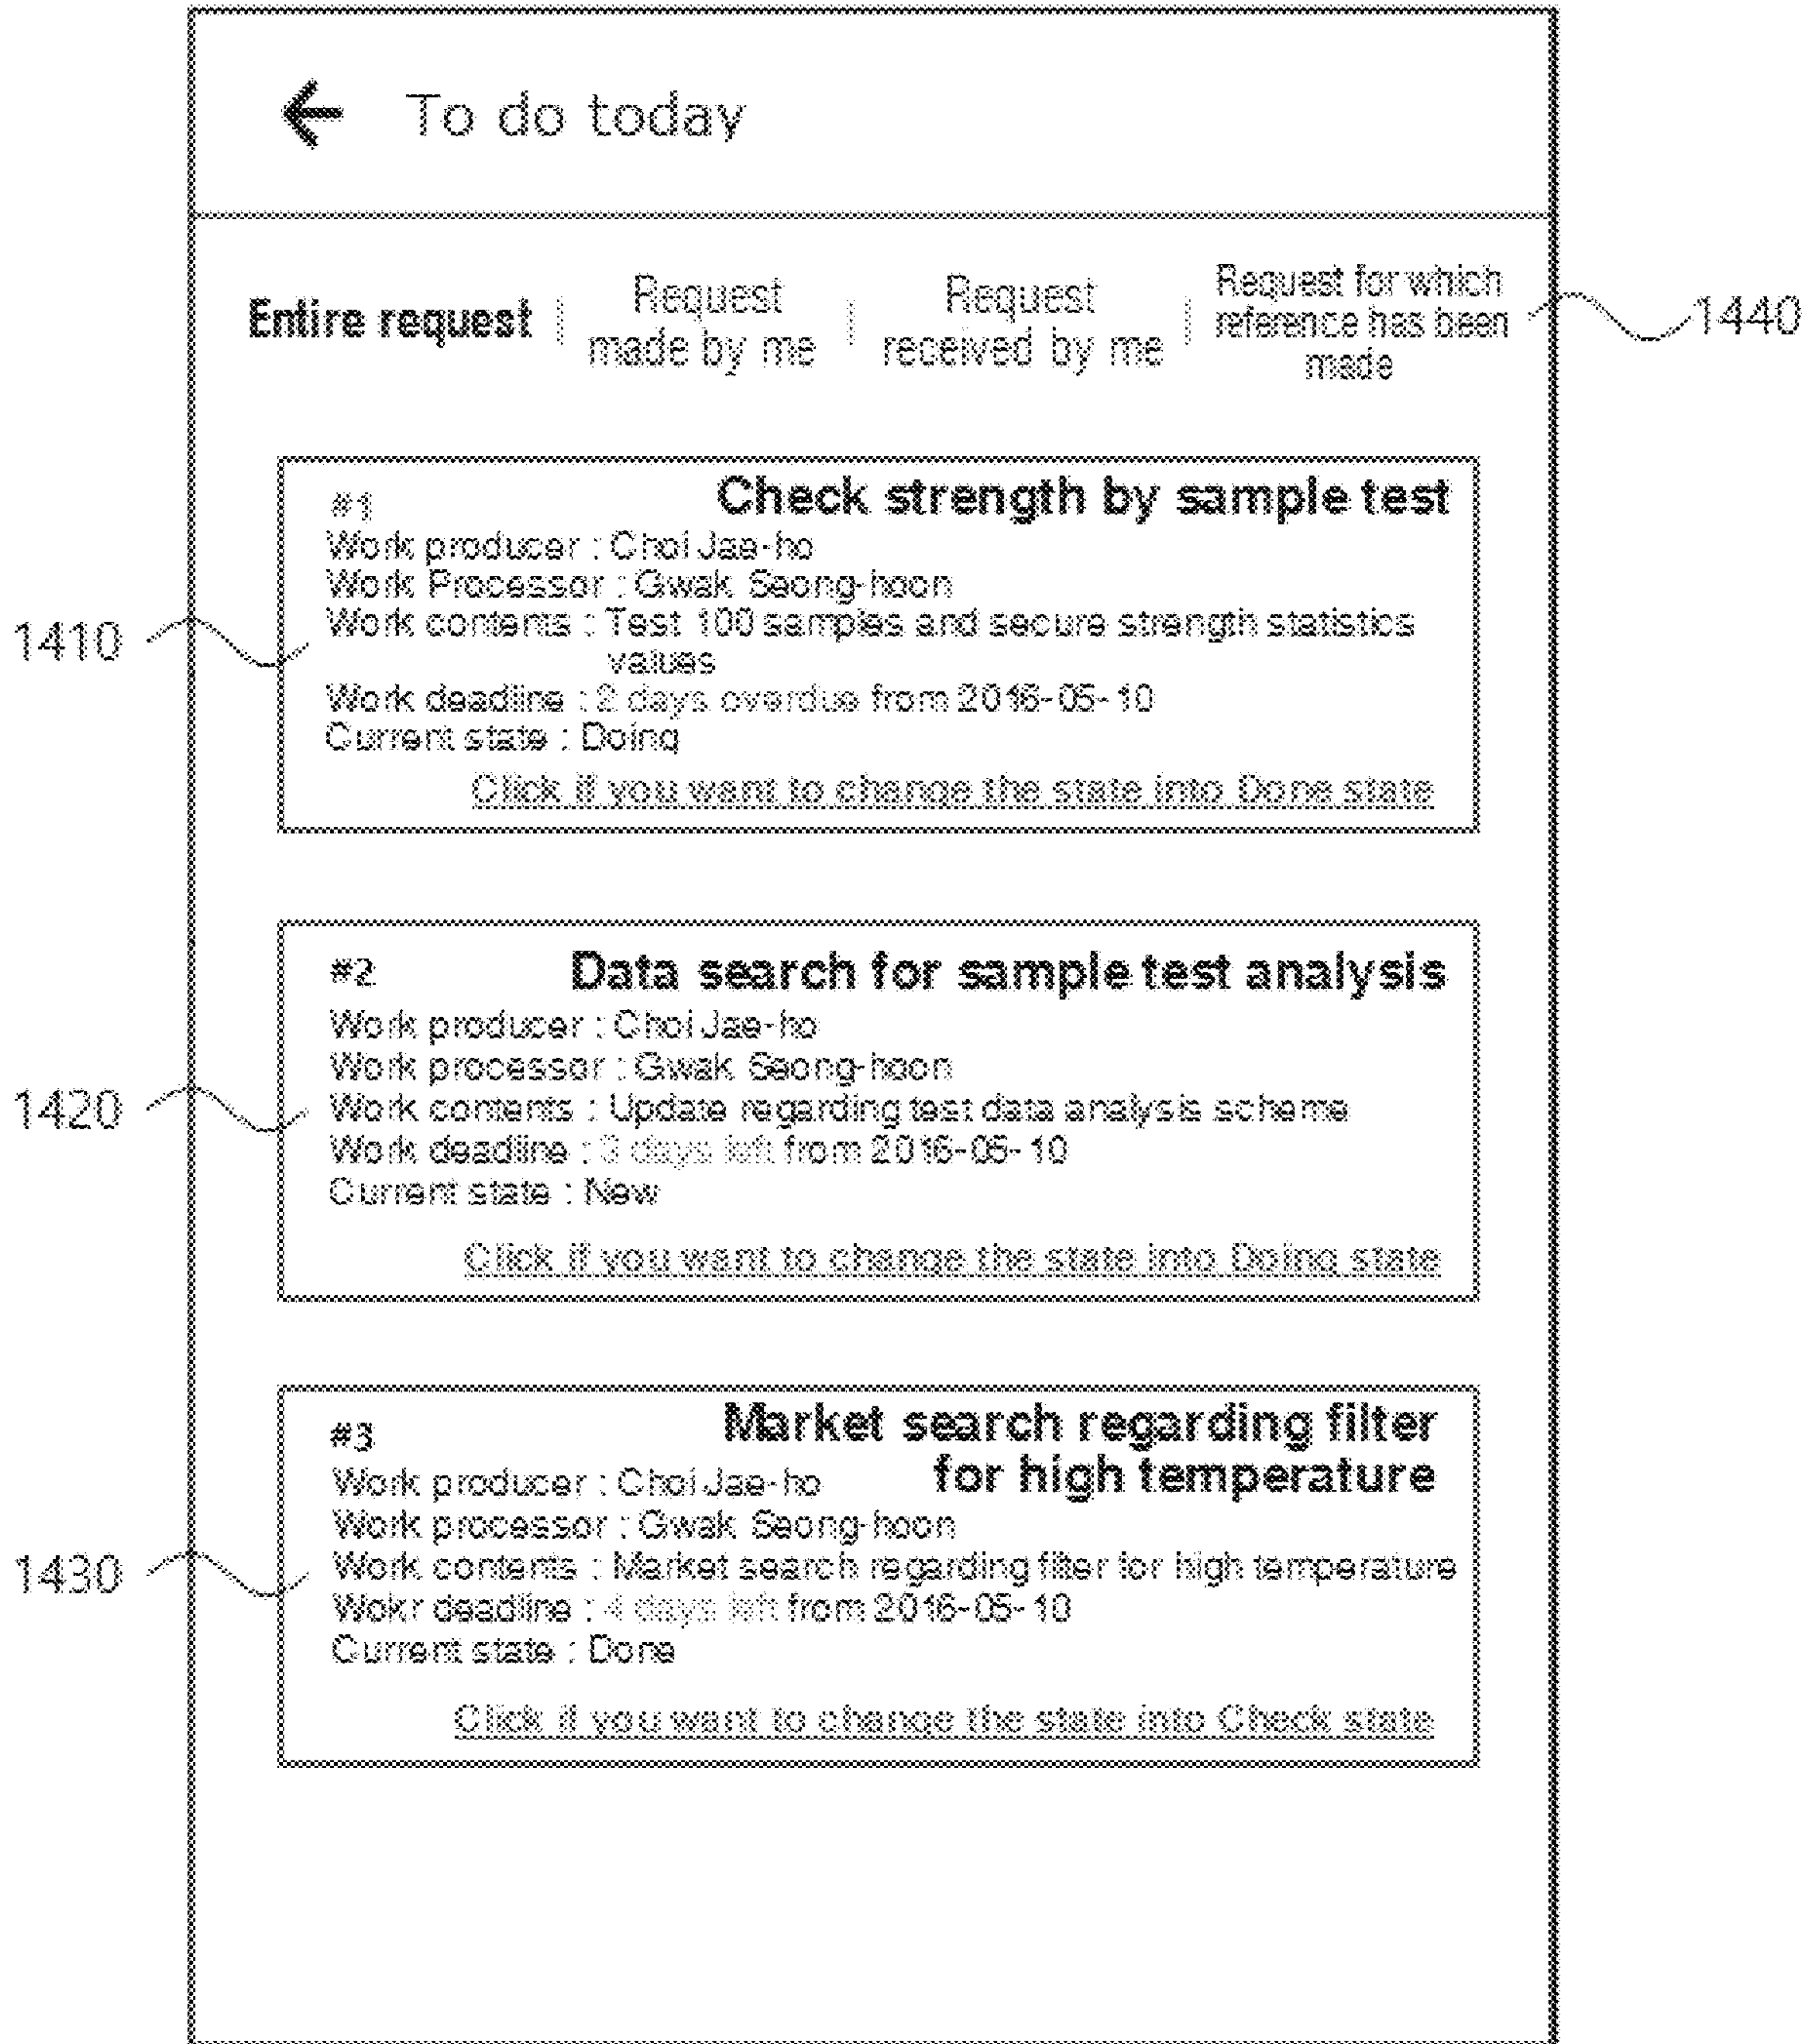 ← To do today
Entire request | Request made by me | Request received by me | Request for which reference has been made
1440
#1
Check strength by sample test
Work producer : Choi Jae-ho
Work Processor : Gwak Seong-hoon
1410
Work contents : Test 100 samples and secure strength statistics
values
Work deadline : 2 days overdue from 2016-05-10
Current state : Doing
Click if you want to change the state into Done state
#2
Data search for sample test analysis
Work producer : Choi Jae-ho
Work processor : Gwak Seong-hoon
1420
Work contents : Update regarding test data analysis scheme
Work deadline : 3 days left from 2016-05-10
Current state : New
Click if you want to change the state into Doing state
#3
Market search regarding filter
for high temperature
Work producer : Choi Jae-ho
Work processor : Gwak Seong-hoon
1430
Work contents : Market search regarding filter for high temperature
Wokr deadline : 4 days left from 2016-05-10
Current state : Done
Click if you want to change the state into Check state